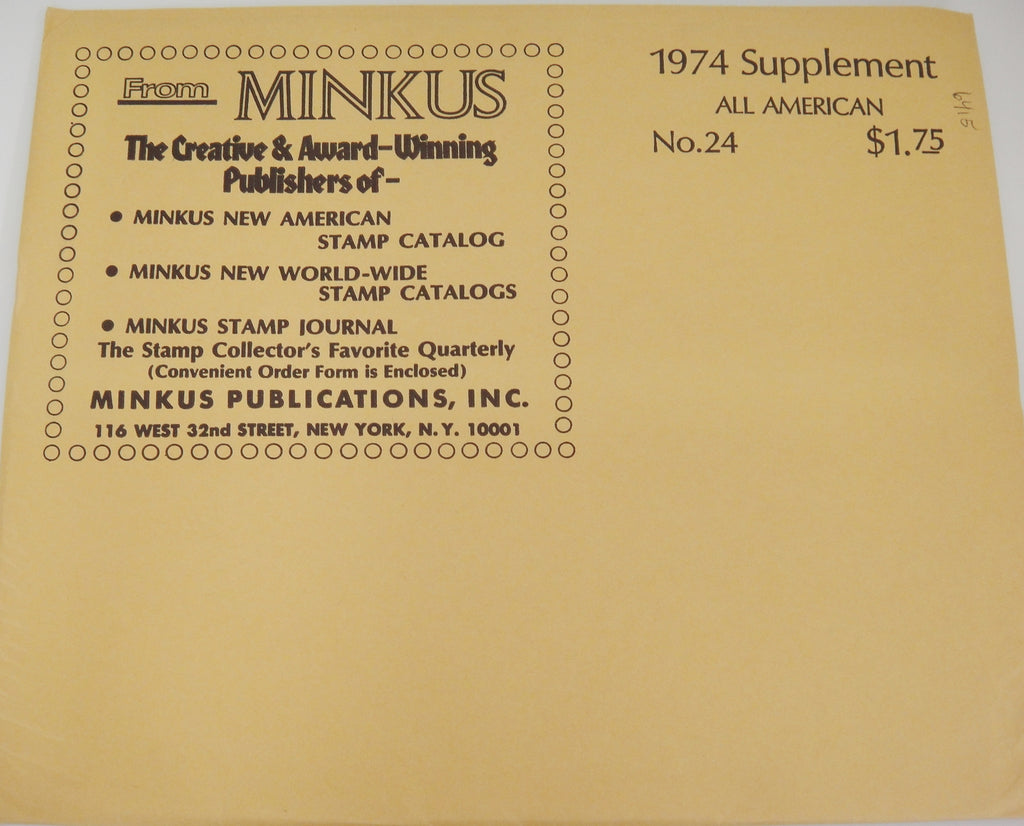 From MINKUS
The Creative & Award-Winning
Publishers of-
• MINKUS NEW AMERICAN
STAMP CATALOG
• MINKUS NEW WORLD-WIDE
STAMP CATALOGS
• MINKUS STAMP JOURNAL
The Stamp Collector's Favorite Quarterly
(Convenient Order Form is Enclosed)
MINKUS PUBLICATIONS, INC.
116 WEST 32nd STREET, NEW YORK, N.Y. 10001
1974 Supplement
ALL AMERICAN
No.24 $1.75